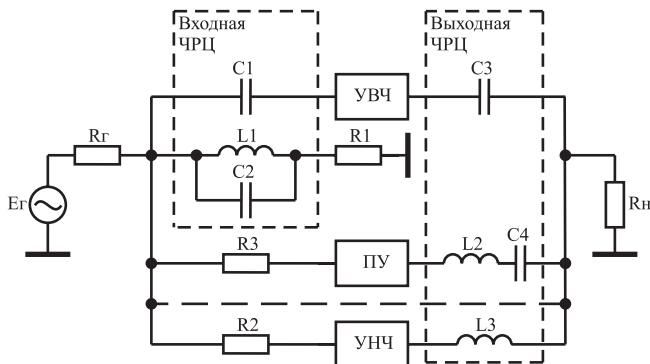 Входная
ЧРЦ
Выходная
ЧРЦ
C1
УВЧ
C3
Rг
L1
R1
C2
Eг
Rн
R3
ПУ
L2
C4
R2
УНЧ
L3